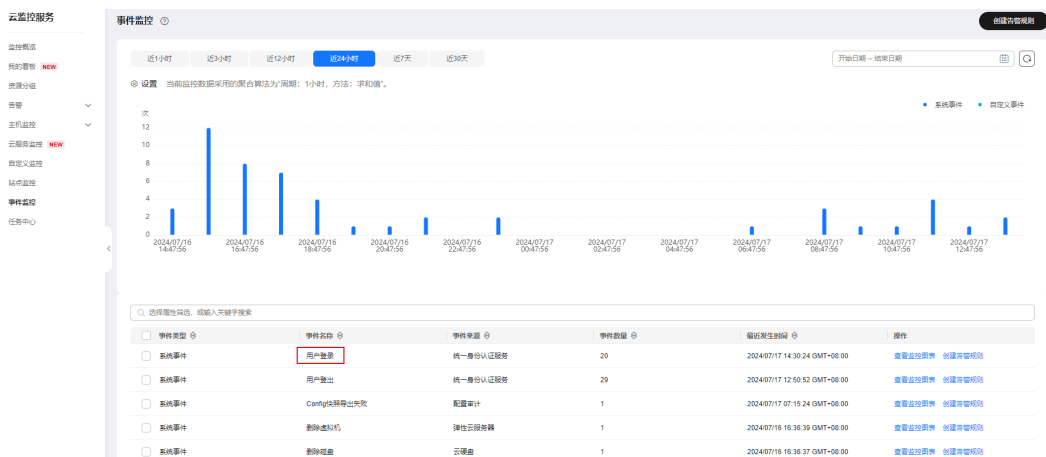 云监控服务
监控概览
我的看板 NEW
资源分组
告警
主机监控
云服务监控 NEW
自定义监控
站点监控
事件监控
任务中心
事件监控
创建告警规则
近1小时 近3小时 近12小时 近24小时 近7天 近30天
开始日期 – 结束日期
设置 当前监控数据采用的聚合算法为“周期：1小时，方法：求和值”。
系统事件 自定义事件
次
12
10
8
6
4
2
0
2024/07/16 14:47:56
2024/07/16 16:47:56
2024/07/16 18:47:56
2024/07/16 20:47:56
2024/07/16 22:47:56
2024/07/17 00:47:56
2024/07/17 02:47:56
2024/07/17 04:47:56
2024/07/17 06:47:56
2024/07/17 08:47:56
2024/07/17 10:47:56
2024/07/17 12:47:56
选择属性筛选，或输入关键字搜索
事件类型 事件名称 事件来源 事件数量 最近发生时间 操作
系统事件 用户登录 统一身份认证服务 20 2024/07/17 14:30:24 GMT+08:00 查看监控图表 创建告警规则
系统事件 用户登出 统一身份认证服务 29 2024/07/17 12:50:52 GMT+08:00 查看监控图表 创建告警规则
系统事件 Config快照导出失败 配置审计 1 2024/07/17 07:15:24 GMT+08:00 查看监控图表 创建告警规则
系统事件 删除虚拟机 弹性云服务器 1 2024/07/16 16:36:39 GMT+08:00 查看监控图表 创建告警规则
系统事件 删除磁盘 云硬盘 1 2024/07/16 16:36:37 GMT+08:00 查看监控图表 创建告警规则